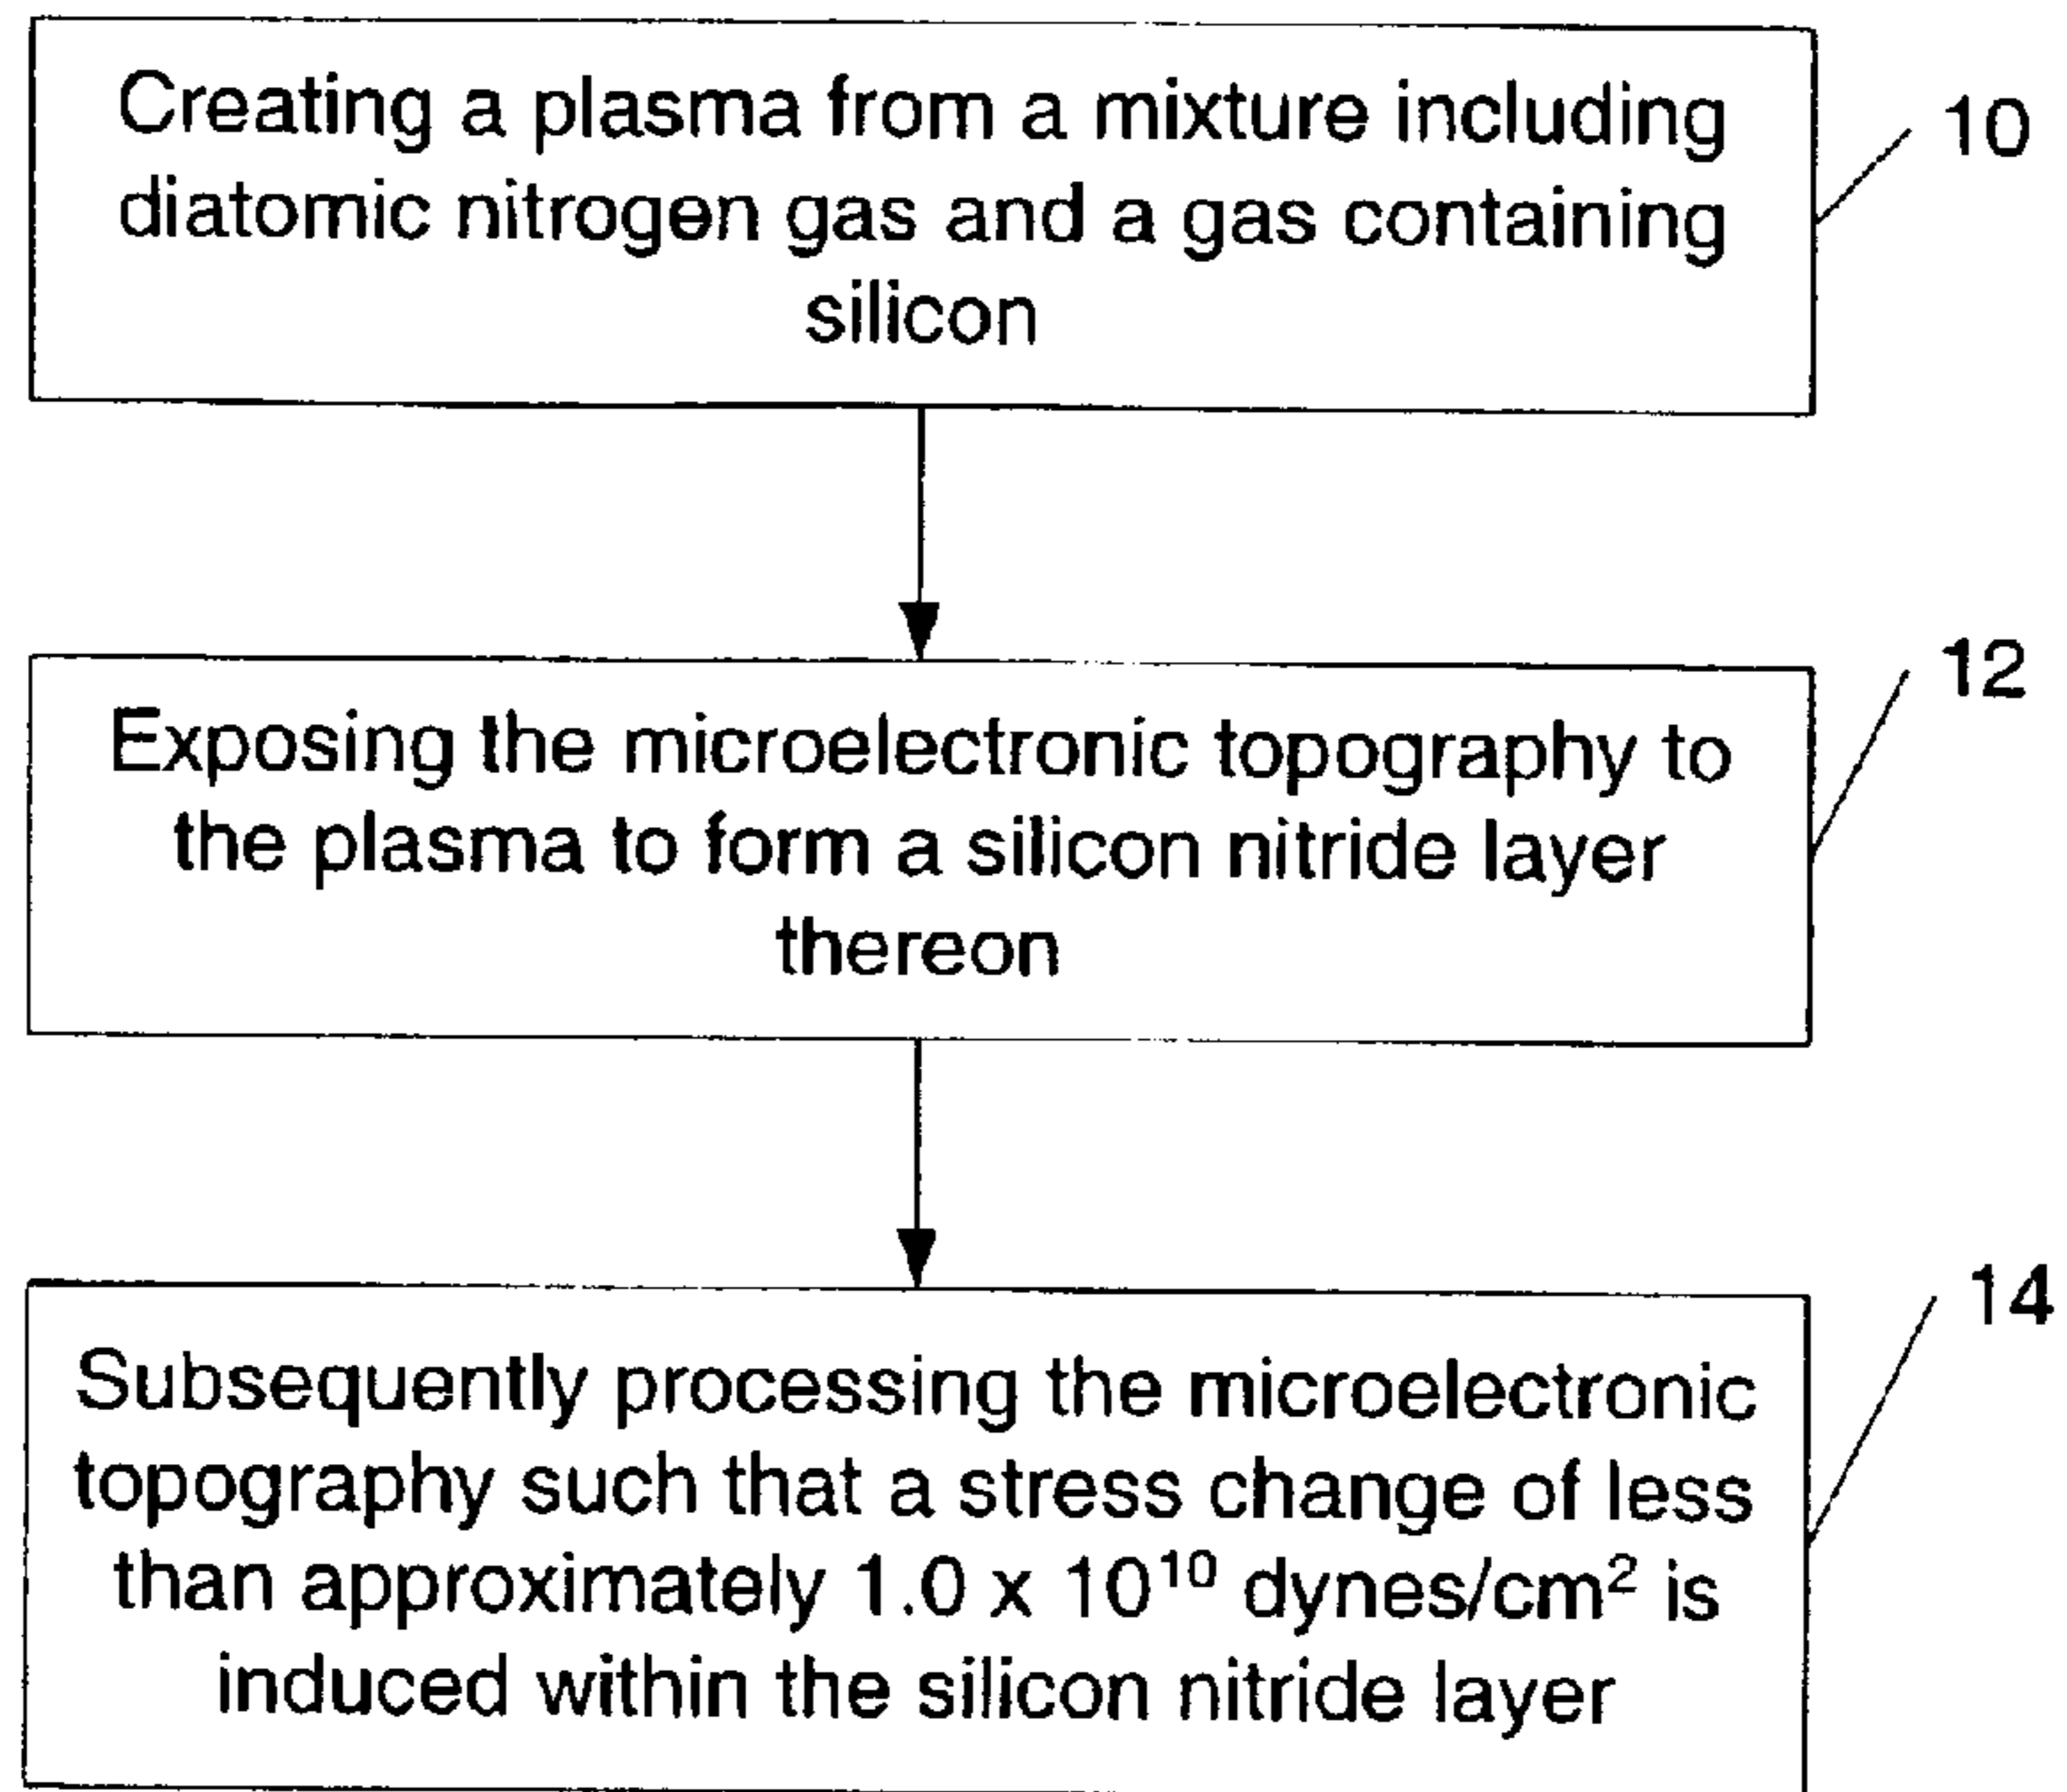 Creating a plasma from a mixture including
diatomic nitrogen gas and a gas containing
silicon
10
Exposing the microelectronic topography to
the plasma to form a silicon nitride layer
thereon
12
Subsequently processing the microelectronic
topography such that a stress change of less
than approximately 1.0 x 10¹⁰ dynes/cm² is
induced within the silicon nitride layer
14